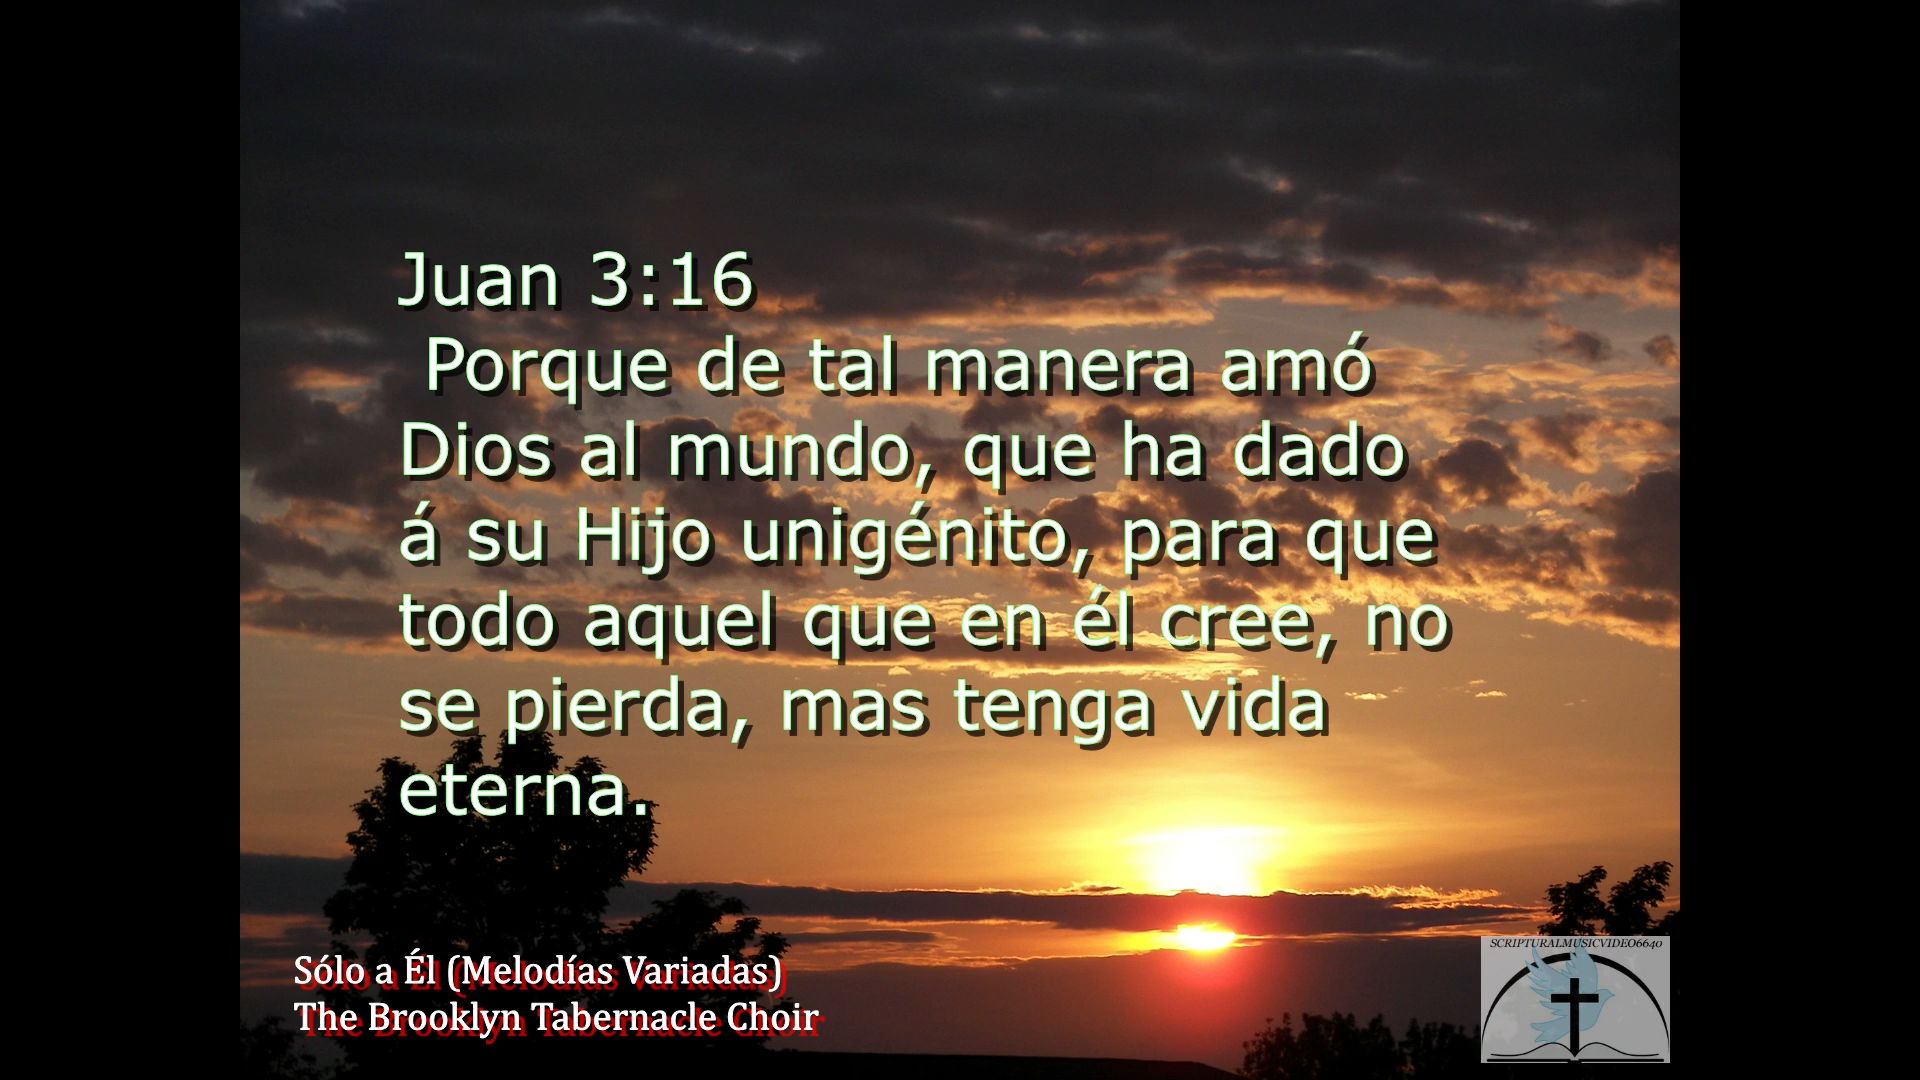 Juan 3:16
Porque de tal manera amó
Dios al mundo, que ha dado
á su Hijo unigénito, para que
todo aquel que en él cree, no
se pierda, mas tenga vida
eterna.
Sólo a Él (Melodías Variadas)
The Brooklyn Tabernacle Choir
SCRIPTURALMUSICVIDEO6640